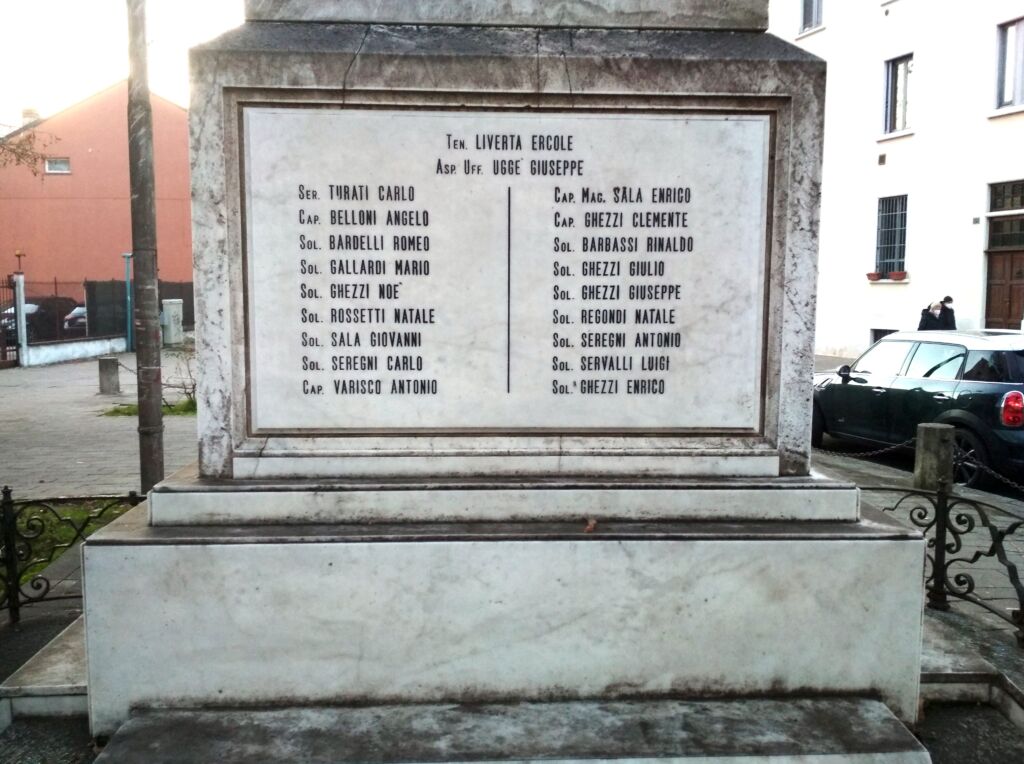 TEN. LIVERTA ERCOLE
ASP. UFF. UGGE' GIUSEPPE
SER. TURATI CARLO
CAP. BELLONI ANGELO
SOL. BARDELLI ROMEO
SOL. GALLARDI MARIO
SOL. GHEZZI NOE'
SOL. ROSSETTI NATALE
SOL. SALA GIOVANNI
SOL. SEREGNI CARLO
CAP. VARISCO ANTONIO
CAP. MAG. SALA ENRICO
CAP. GHEZZI CLEMENTE
SOL. BARBASSI RINALDO
SOL. GHEZZI GIULIO
SOL. GHEZZI GIUSEPPE
SOL. REGONDI NATALE
SOL. SEREGNI ANTONIO
SOL. SERVALLI LUIGI
SOL. GHEZZI ENRICO